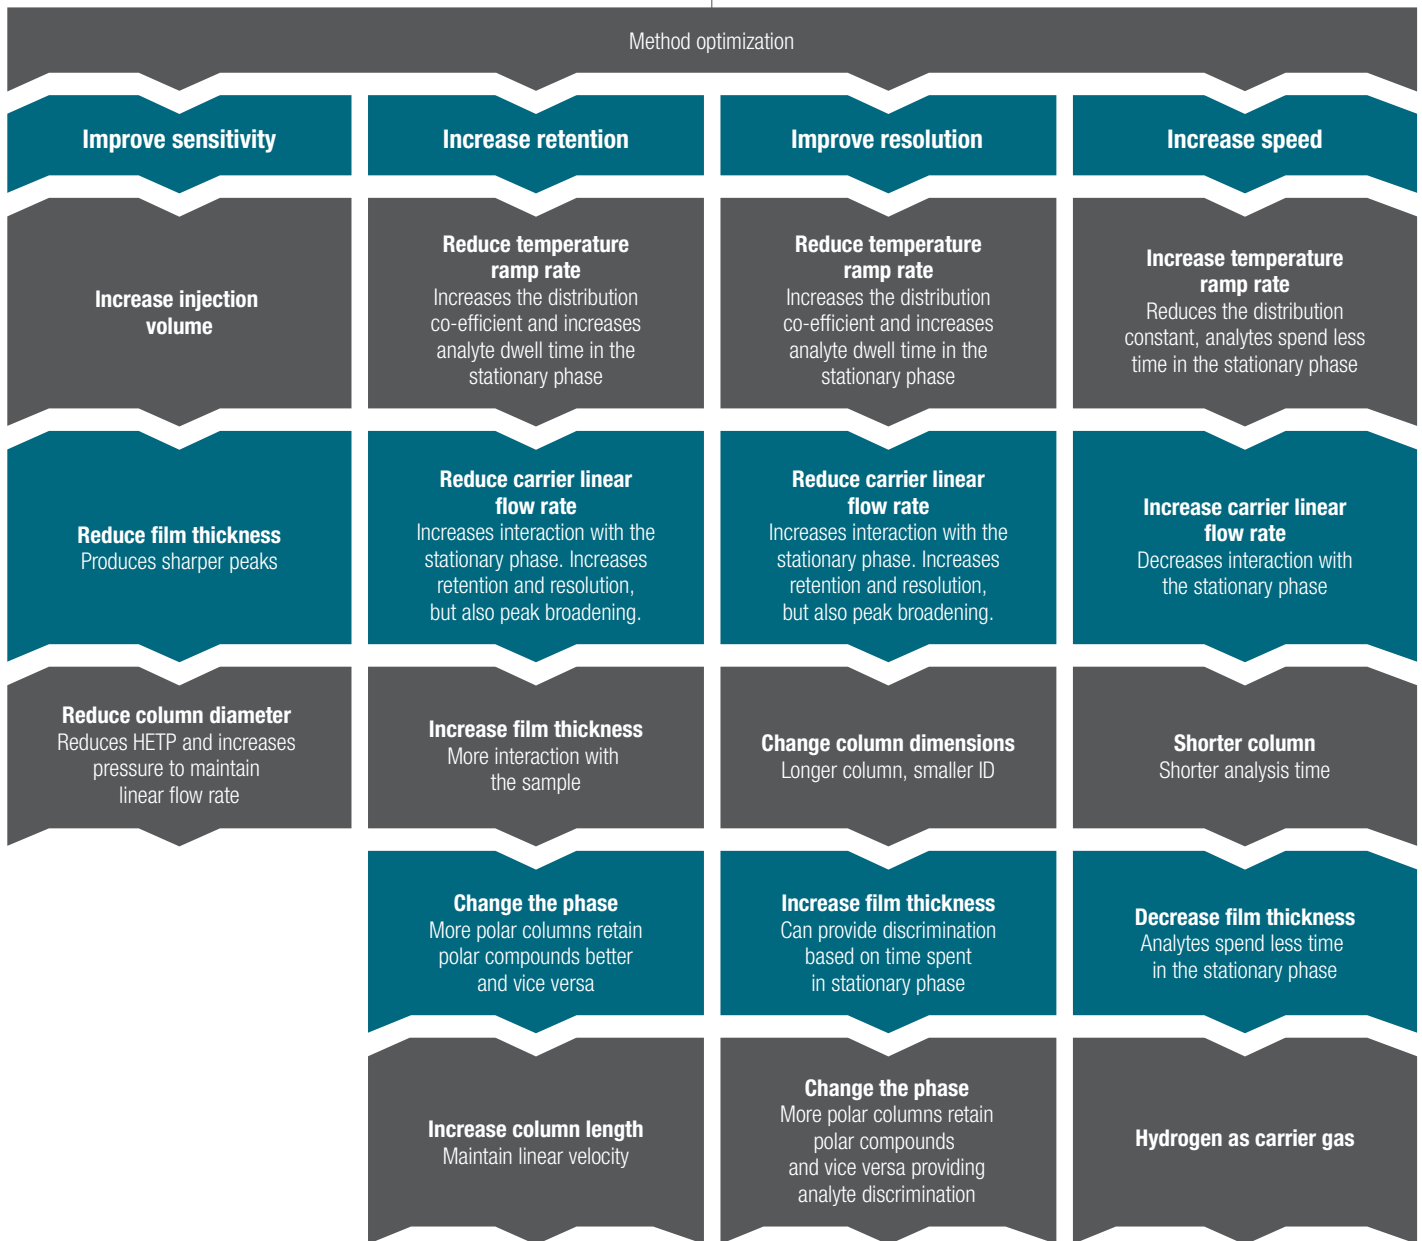 Method optimization
Improve sensitivity
Increase injection
volume
Reduce film thickness
Produces sharper peaks
Reduce column diameter
Reduces HETP and increases
pressure to maintain
linear flow rate
Increase retention
Reduce temperature
ramp rate
Increases the distribution
co-efficient and increases
analyte dwell time in the
stationary phase
Reduce carrier linear
flow rate
Increases interaction with the
stationary phase. Increases
retention and resolution,
but also peak broadening.
Increase film thickness
More interaction with
the sample
Change the phase
More polar columns retain
polar compounds better
and vice versa
Increase column length
Maintain linear velocity
Improve resolution
Reduce temperature
ramp rate
Increases the distribution
co-efficient and increases
analyte dwell time in the
stationary phase
Reduce carrier linear
flow rate
Increases interaction with the
stationary phase. Increases
retention and resolution,
but also peak broadening.
Change column dimensions
Longer column, smaller ID
Increase film thickness
Can provide discrimination
based on time spent
in stationary phase
Change the phase
More polar columns retain
polar compounds
and vice versa providing
analyte discrimination
Increase speed
Increase temperature
ramp rate
Reduces the distribution
constant, analytes spend less
time in the stationary phase
Increase carrier linear
flow rate
Decreases interaction with
the stationary phase
Shorter column
Shorter analysis time
Decrease film thickness
Analytes spend less time
in the stationary phase
Hydrogen as carrier gas